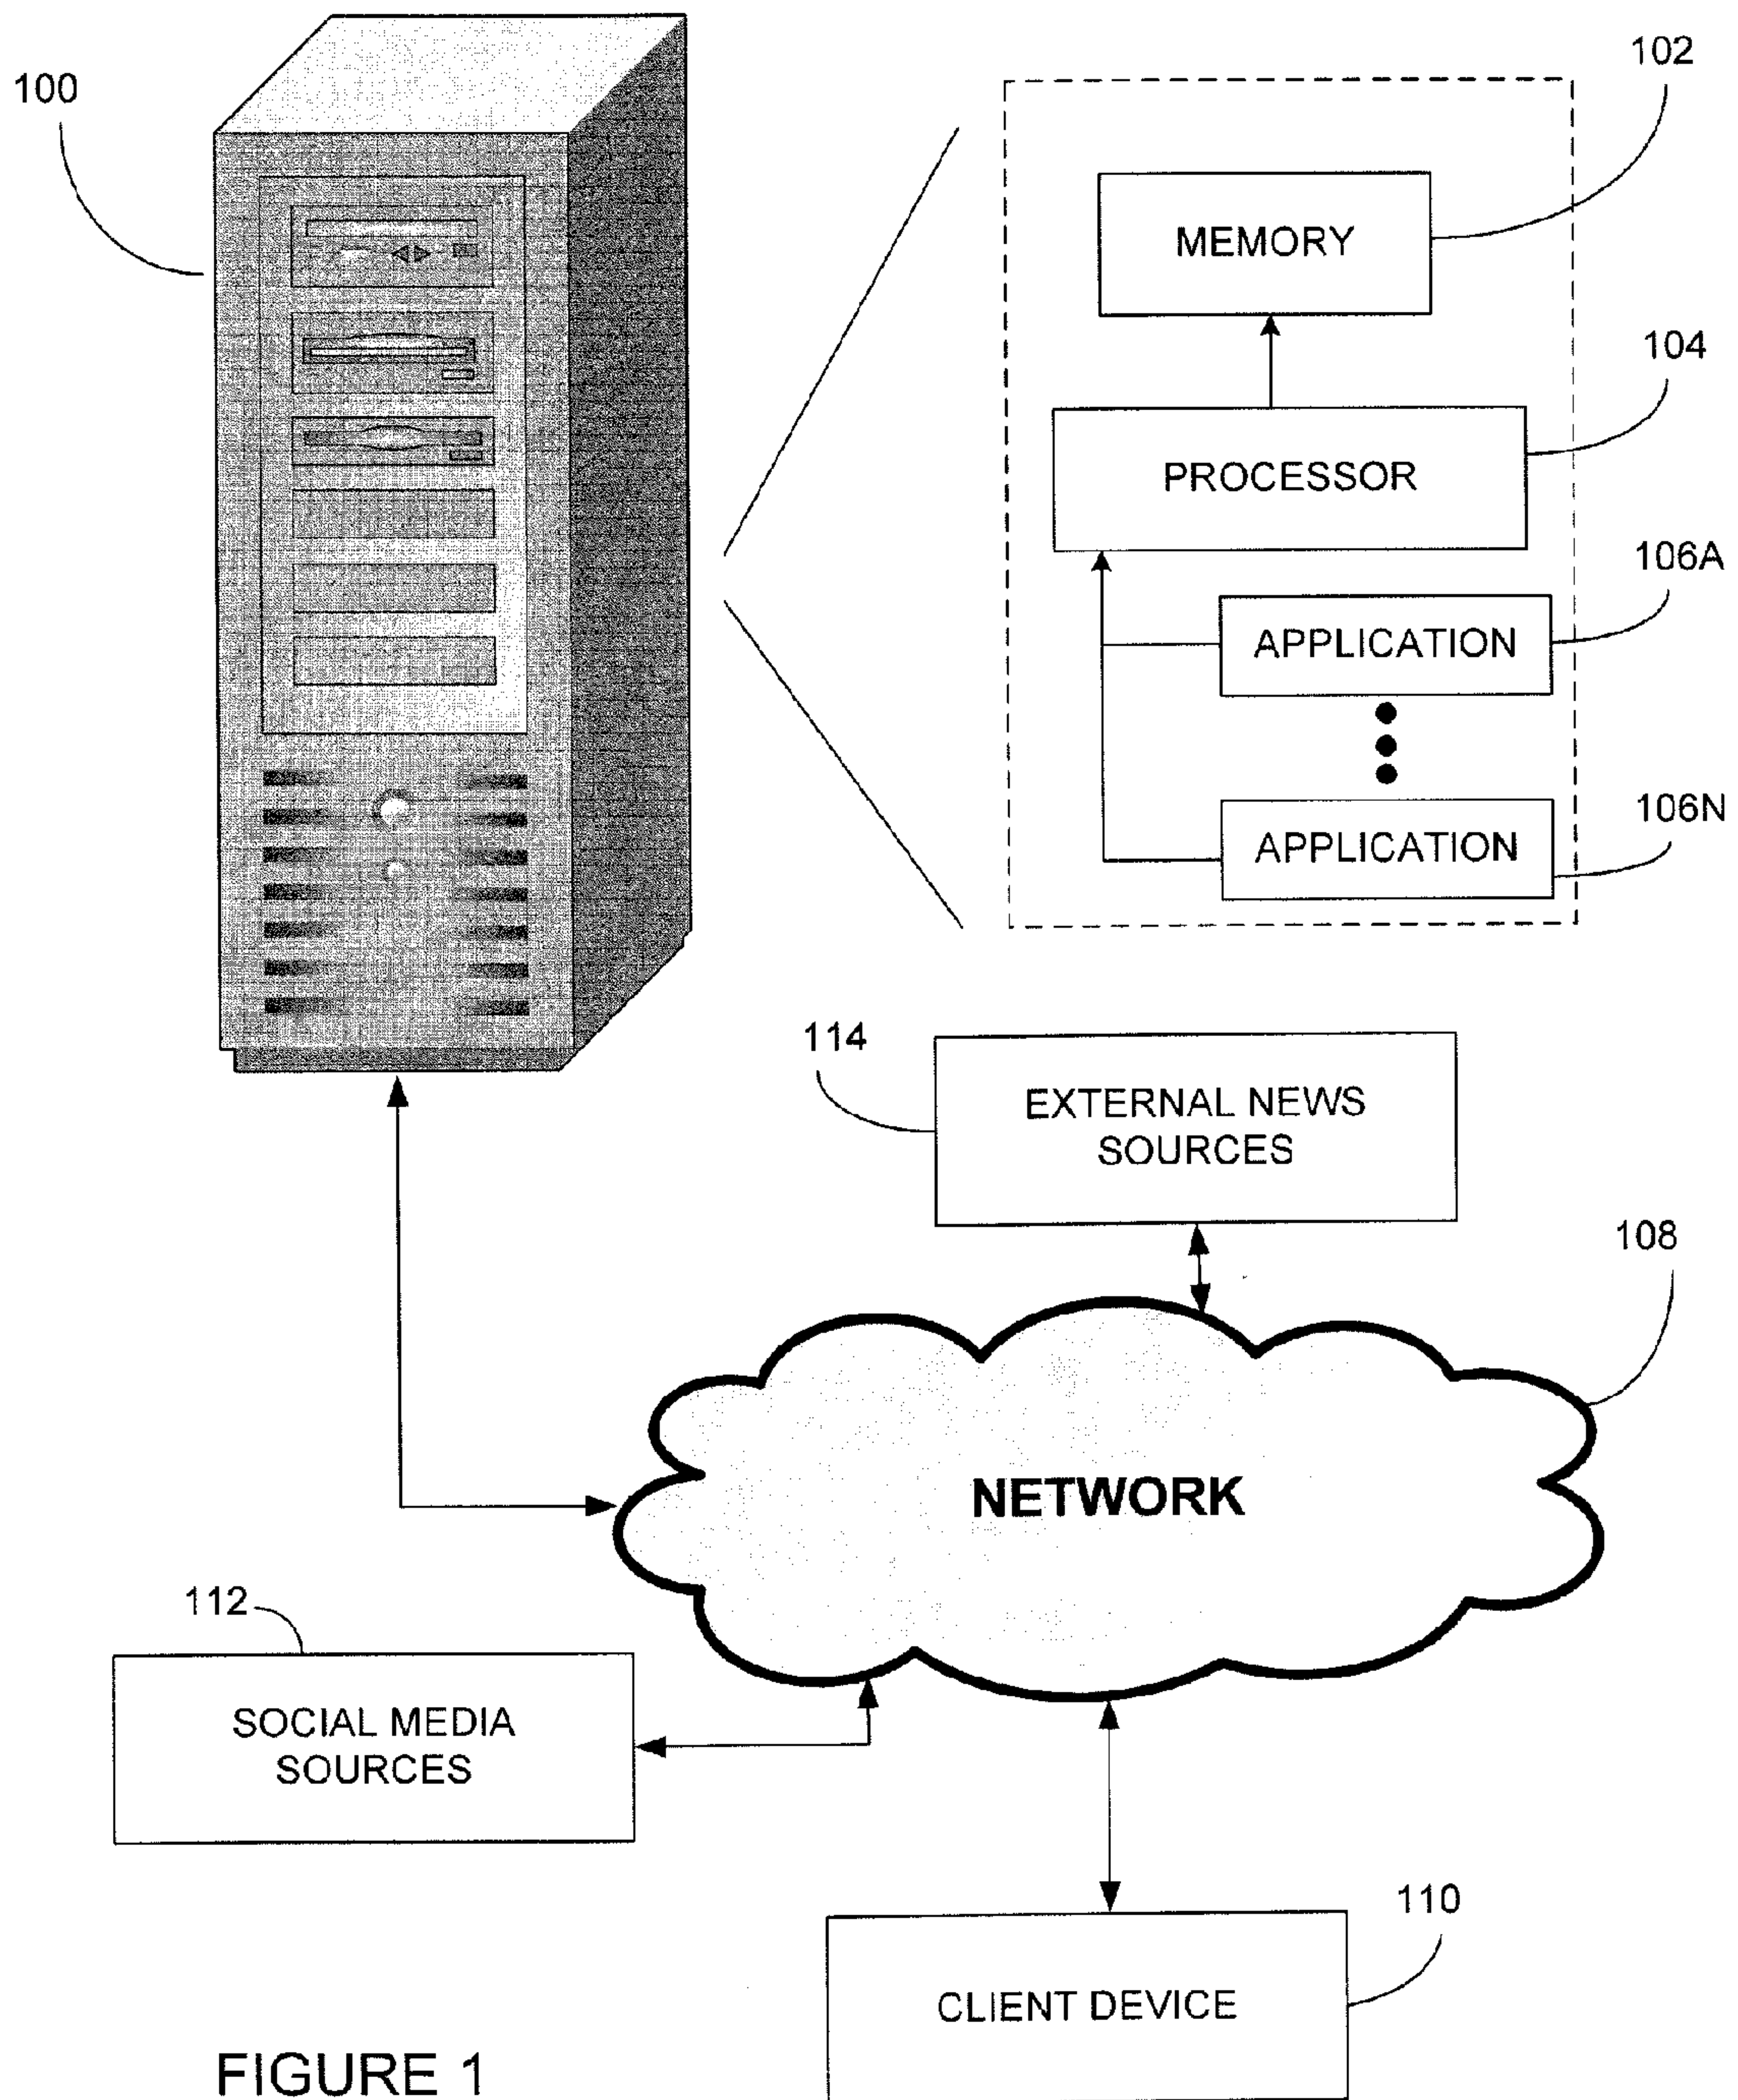 100
102
MEMORY
104
PROCESSOR
106A
APPLICATION
106N
APPLICATION
114
EXTERNAL NEWS
SOURCES
108
NETWORK
112
SOCIAL MEDIA
SOURCES
110
CLIENT DEVICE
FIGURE 1